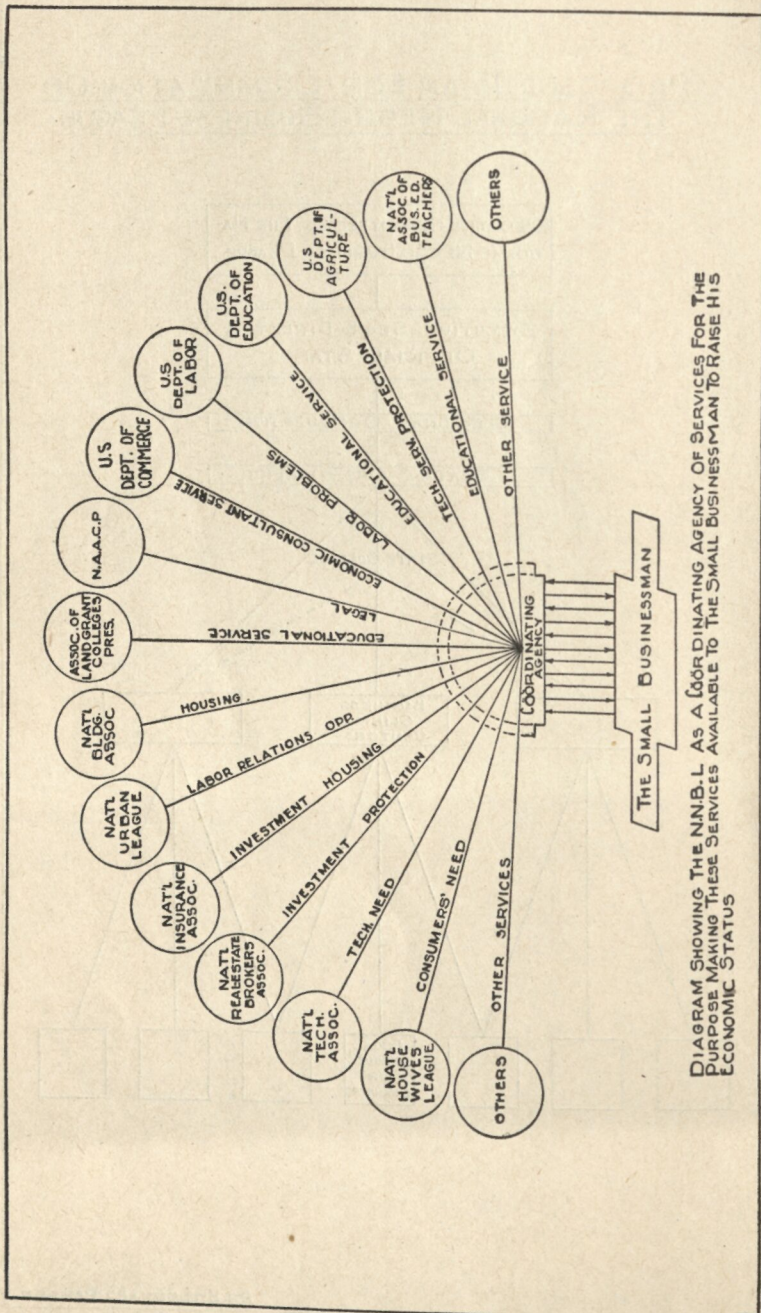 OTHERS
NAT'L
HOUSE
WIVES
LEAGUE
NAT'L
TECH.
ASSOC.
NAT'L
REAL ESTATE
BROKERS
ASSOC.
NAT'L
INSURANCE
ASSOC.
NAT'L
URBAN
LEAGUE
NAT'L
BLDG.
ASSOC
ASSOC. OF
LAND GRANT
COLLEGES
PRES.
N.A.A.C.P
U.S
DEPT. OF
COMMERCE
U.S
DEPT. OF
LABOR
U.S.
DEPT. OF
EDUCATION
U.S
DEPT. OF
AGRICUL-
TURE
NAT'L
ASSOC OF
BUS. ED.
TEACHERS
OTHERS
OTHER SERVICES
CONSUMERS' NEED
TECH. NEED
INVESTMENT PROTECTION
INVESTMENT HOUSING
LABOR RELATIONS OPP.
HOUSING.
EDUCATIONAL SERVICE
LEGAL
ECONOMIC CONSULTANT SERVICE
LABOR PROBLEMS
EDUCATIONAL SERVICE
TECH. SERV. PROTECTION
EDUCATIONAL SERVICE
OTHER SERVICE
COÖRDINATING
AGENCY
THE SMALL BUSINESSMAN
DIAGRAM SHOWING THE N.N.B.L. AS A COÖRDINATING AGENCY OF SERVICES FOR THE
PURPOSE MAKING THESE SERVICES AVAILABLE TO THE SMALL BUSINESSMAN TO RAISE HIS
ECONOMIC STATUS